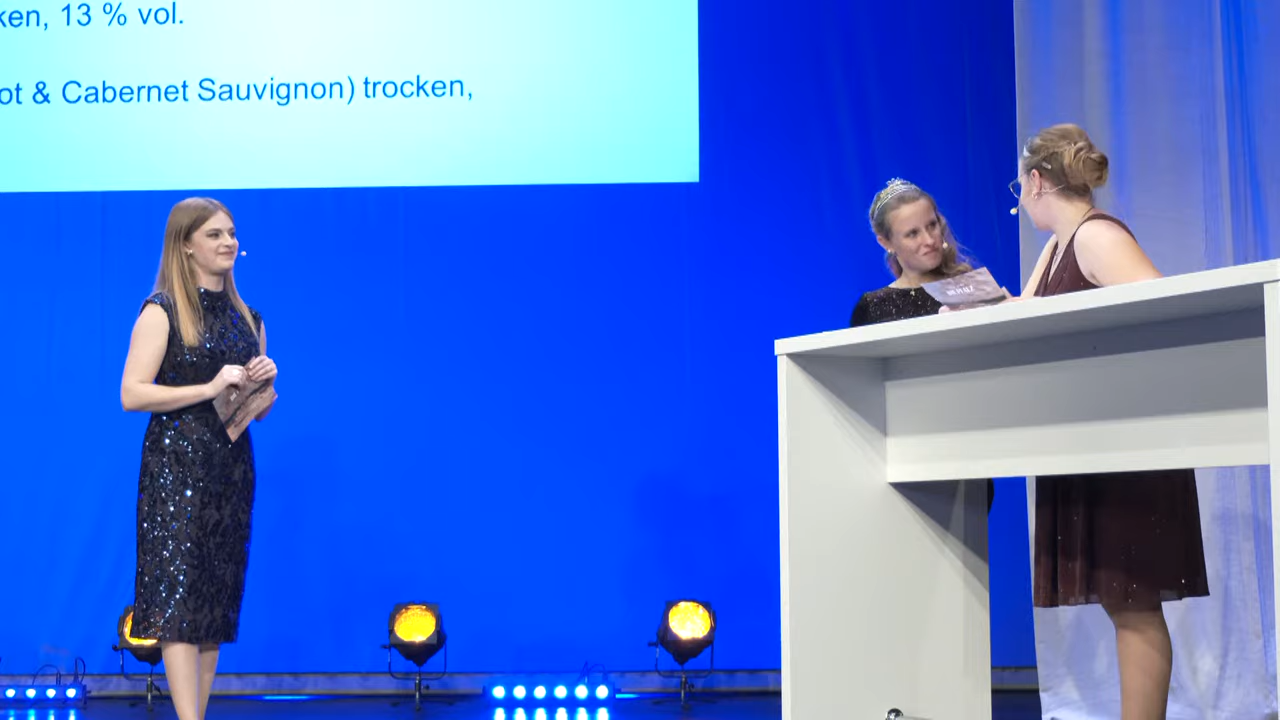 ken, 13 % vol.
ot & Cabernet Sauvignon) trocken,